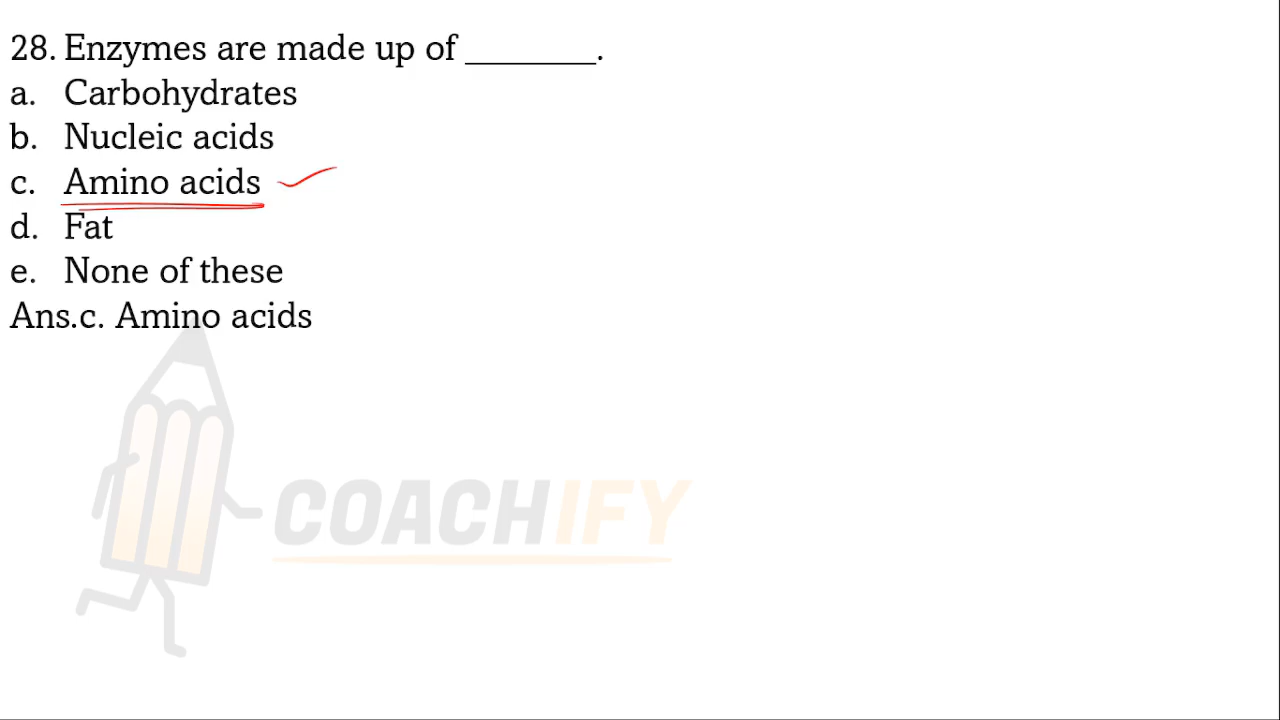 28. Enzymes are made up of ________.
a. Carbohydrates
b. Nucleic acids
c. Amino acids
d. Fat
e. None of these
Ans.c. Amino acids
COACHIFY